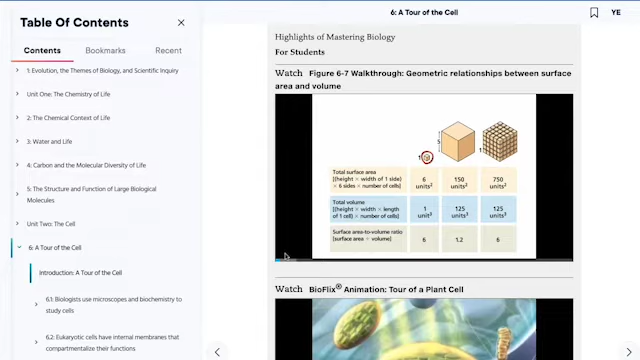 Table Of Contents
6: A Tour of the Cell
YE
Contents
Bookmarks
Recent
1: Evolution, the Themes of Biology, and Scientific Inquiry
Unit One: The Chemistry of Life
2: The Chemical Context of Life
3: Water and Life
4: Carbon and the Molecular Diversity of Life
5: The Structure and Function of Large Biological
Molecules
Unit Two: The Cell
6: A Tour of the Cell
Introduction: A Tour of the Cell
6.1: Biologists use microscopes and biochemistry to
study cells
6.2: Eukaryotic cells have internal membranes that
compartmentalize their functions
Highlights of Mastering Biology
For Students
Watch Figure 6-7 Walkthrough: Geometric relationships between surface
area and volume
1
5
1
Total surface area
[(height × width of 1 side)
× 6 sides × number of cells]
6
units²
150
units²
750
units²
Total volume
[(height × width × length
of 1 cell) × number of cells]
1
unit³
125
units³
125
units³
Surface area-to-volume ratio
(surface area ÷ volume)
6
1.2
6
Watch BioFlix® Animation: Tour of a Plant Cell